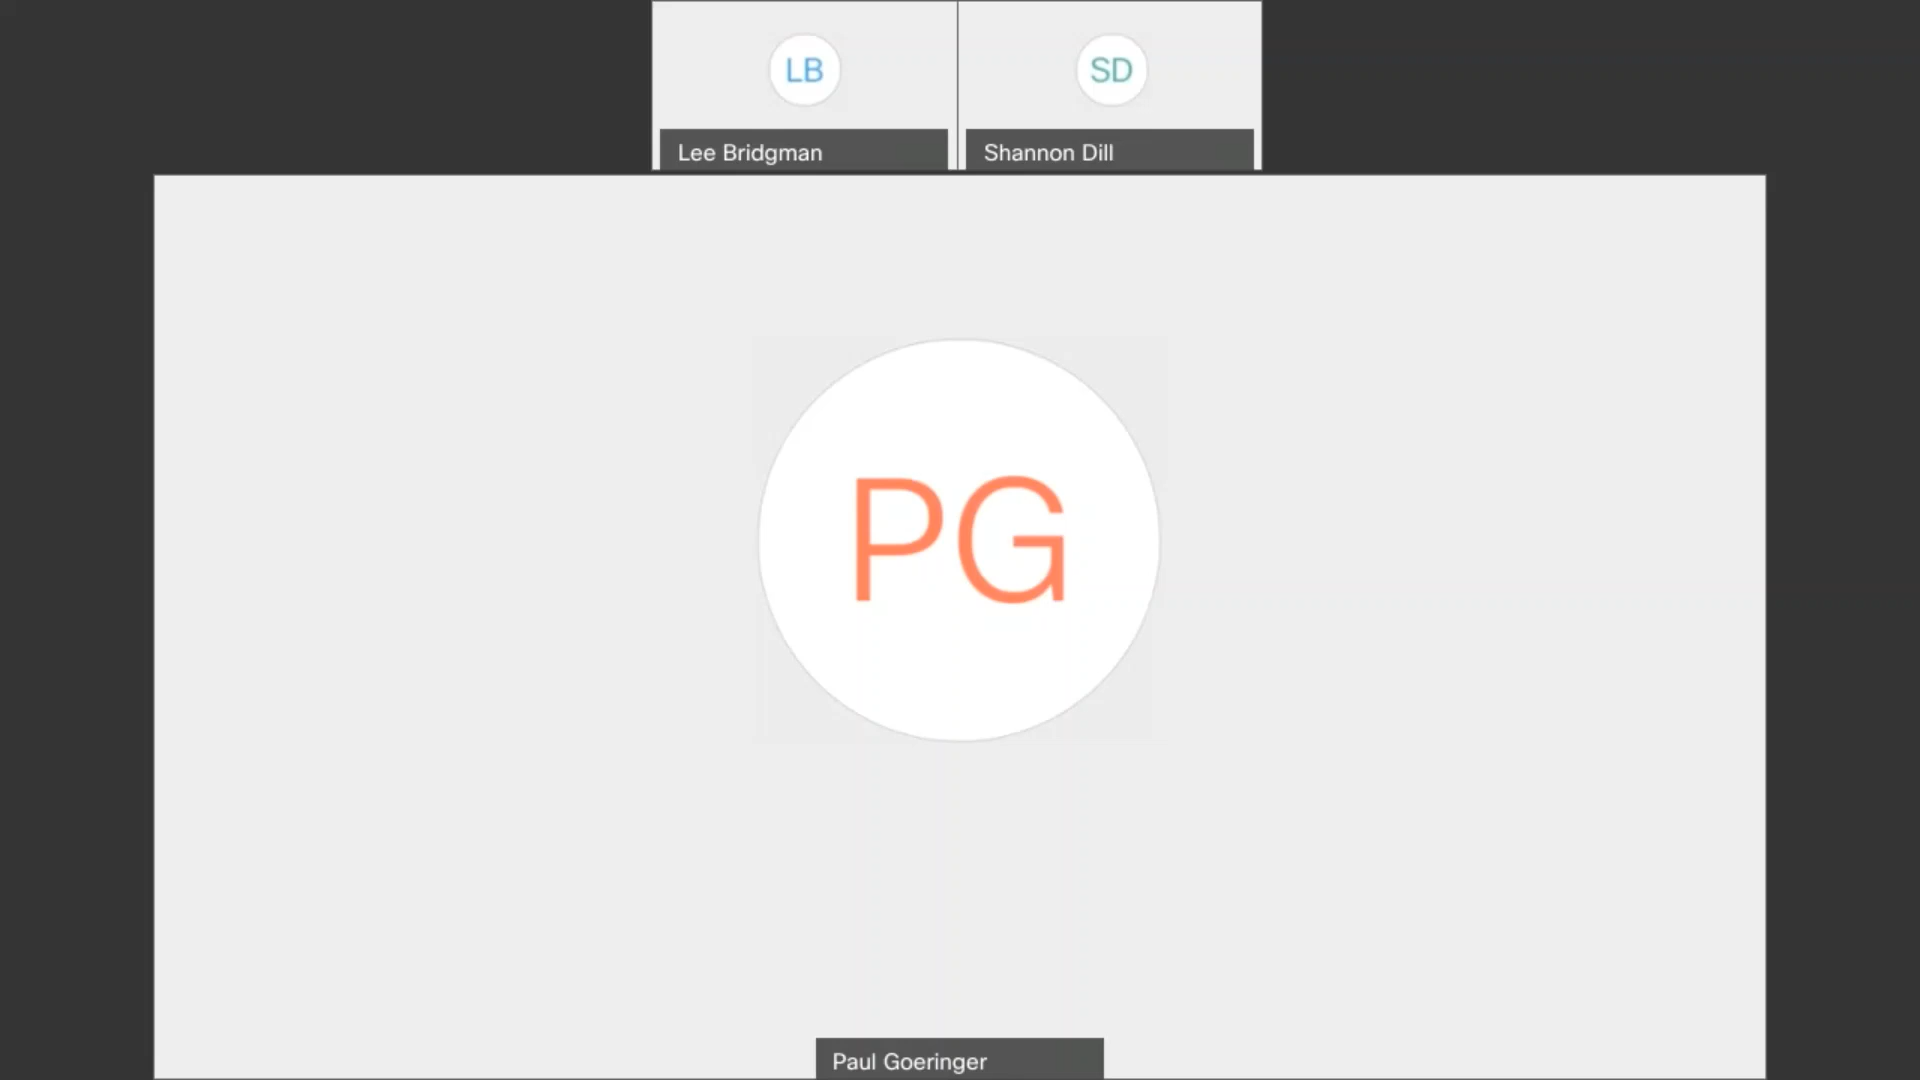 LB
SD
Lee Bridgman
Shannon Dill
PG
Paul Goeringer